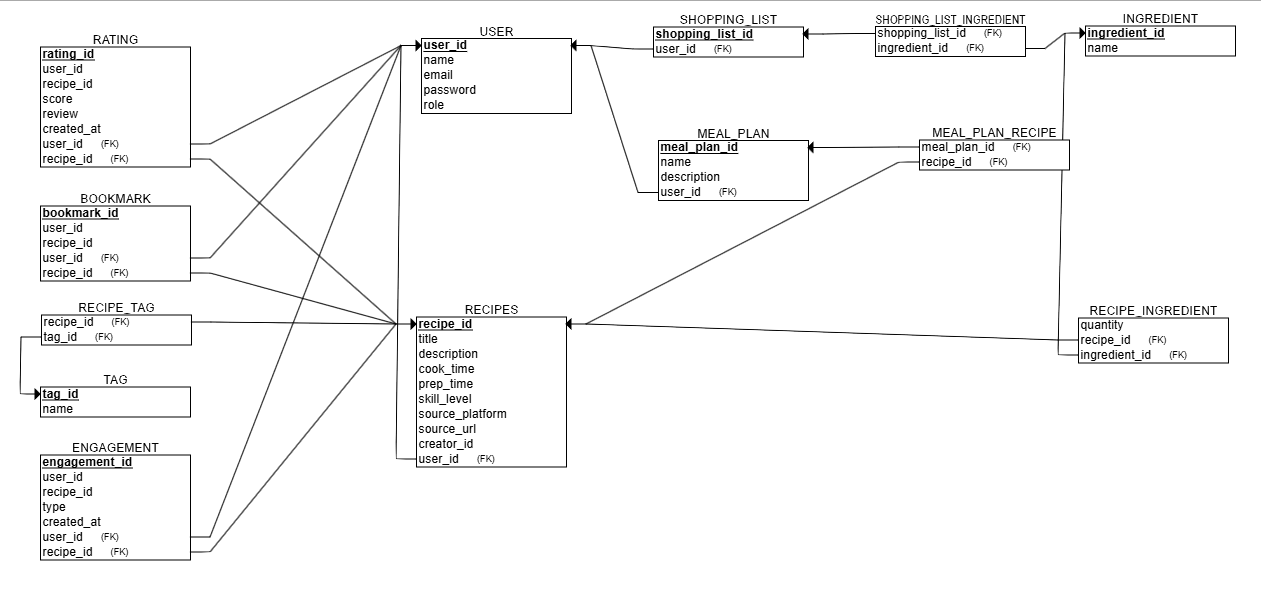 RATING
rating_id
user_id
recipe_id
score
review
created_at
user_id (FK)
recipe_id (FK)
BOOKMARK
bookmark_id
user_id
recipe_id
user_id (FK)
recipe_id (FK)
RECIPE_TAG
recipe_id (FK)
tag_id (FK)
TAG
tag_id
name
ENGAGEMENT
engagement_id
user_id
recipe_id
type
created_at
user_id (FK)
recipe_id (FK)
USER
user_id
name
email
password
role
RECIPES
recipe_id
title
description
cook_time
prep_time
skill_level
source_platform
source_url
creator_id
user_id (FK)
SHOPPING_LIST
shopping_list_id
user_id (FK)
MEAL_PLAN
meal_plan_id
name
description
user_id (FK)
SHOPPING_LIST_INGREDIENT
shopping_list_id (FK)
ingredient_id (FK)
MEAL_PLAN_RECIPE
meal_plan_id (FK)
recipe_id (FK)
INGREDIENT
ingredient_id
name
RECIPE_INGREDIENT
quantity
recipe_id (FK)
ingredient_id (FK)